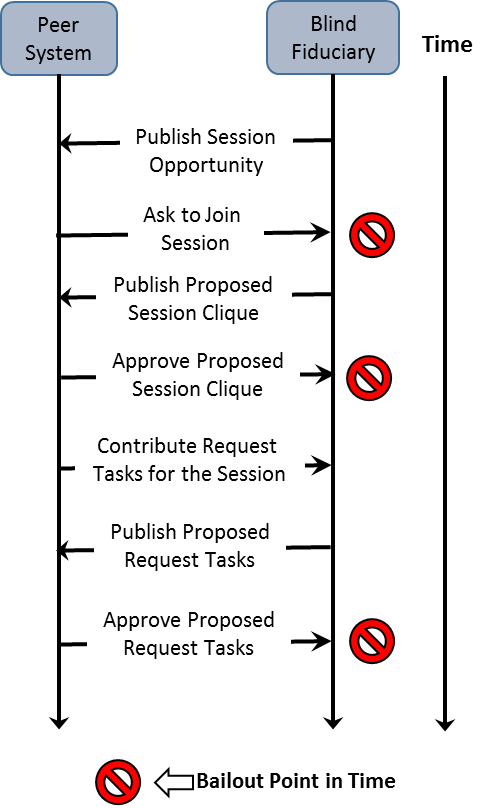 Peer
System
Blind
Fiduciary
Time
Publish Session
Opportunity
Ask to Join
Session
Publish Proposed
Session Clique
Approve Proposed
Session Clique
Contribute Request
Tasks for the Session
Publish Proposed
Request Tasks
Approve Proposed
Request Tasks
Bailout Point in Time